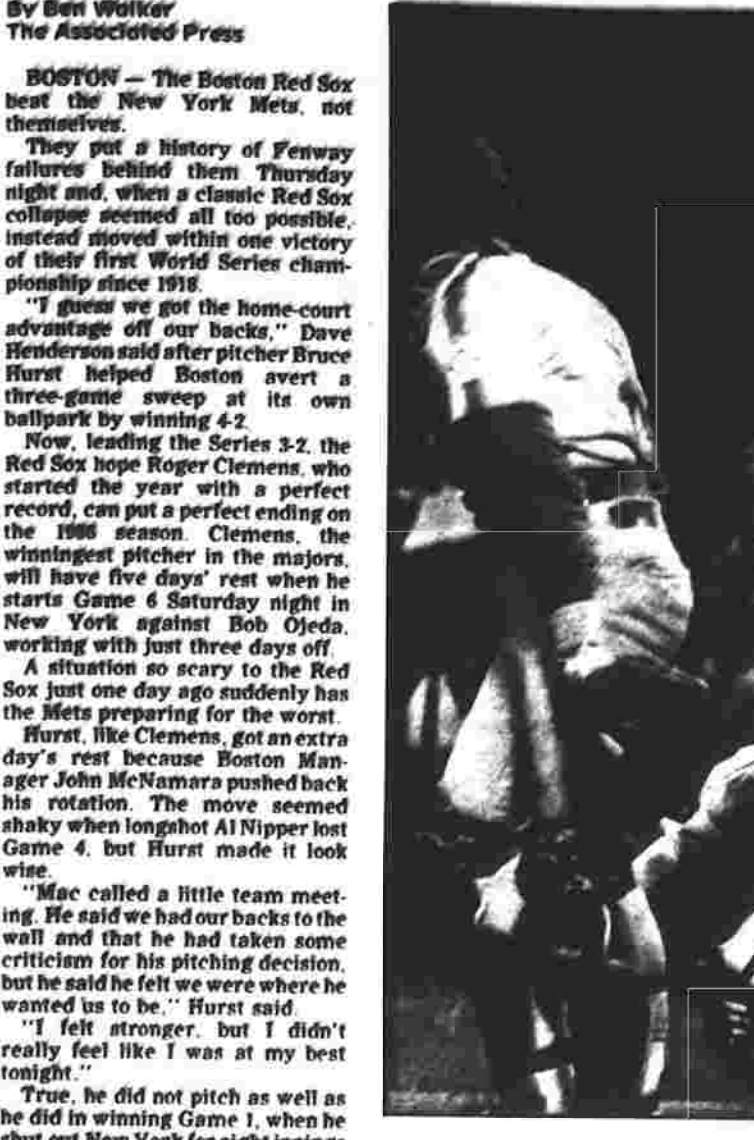 By Ben Walker
The Associated Press
BOSTON — The Boston Red Sox
beat the New York Mets, not
themselves.
They put a history of Fenway
failures behind them Thursday
night and, when a classic Red Sox
collapse seemed all too possible,
instead moved within one victory
of their first World Series cham-
pionship since 1918.
"I guess we got the home-court
advantage off our backs," Dave
Henderson said after pitcher Bruce
Hurst helped Boston avert a
three-game sweep at its own
ballpark by winning 4-2.
Now, leading the Series 3-2, the
Red Sox hope Roger Clemens, who
started the year with a perfect
record, can put a perfect ending on
the 1986 season. Clemens, the
winningest pitcher in the majors,
will have five days' rest when he
starts Game 6 Saturday night in
New York against Bob Ojeda,
working with just three days off.
A situation so scary to the Red
Sox just one day ago suddenly has
the Mets preparing for the worst.
Hurst, like Clemens, got an extra
day's rest because Boston Man-
ager John McNamara pushed back
his rotation. The move seemed
shaky when longshot Al Nipper lost
Game 4, but Hurst made it look
wise.
"Mac called a little team meet-
ing. He said we had our backs to the
wall and that he had taken some
criticism for his pitching decision,
but he said he felt we were where he
wanted us to be," Hurst said.
"I felt stronger, but I didn't
really feel like I was at my best
tonight."
True, he did not pitch as well as
he did in winning Game 1, when he
shut out New York for eight innings